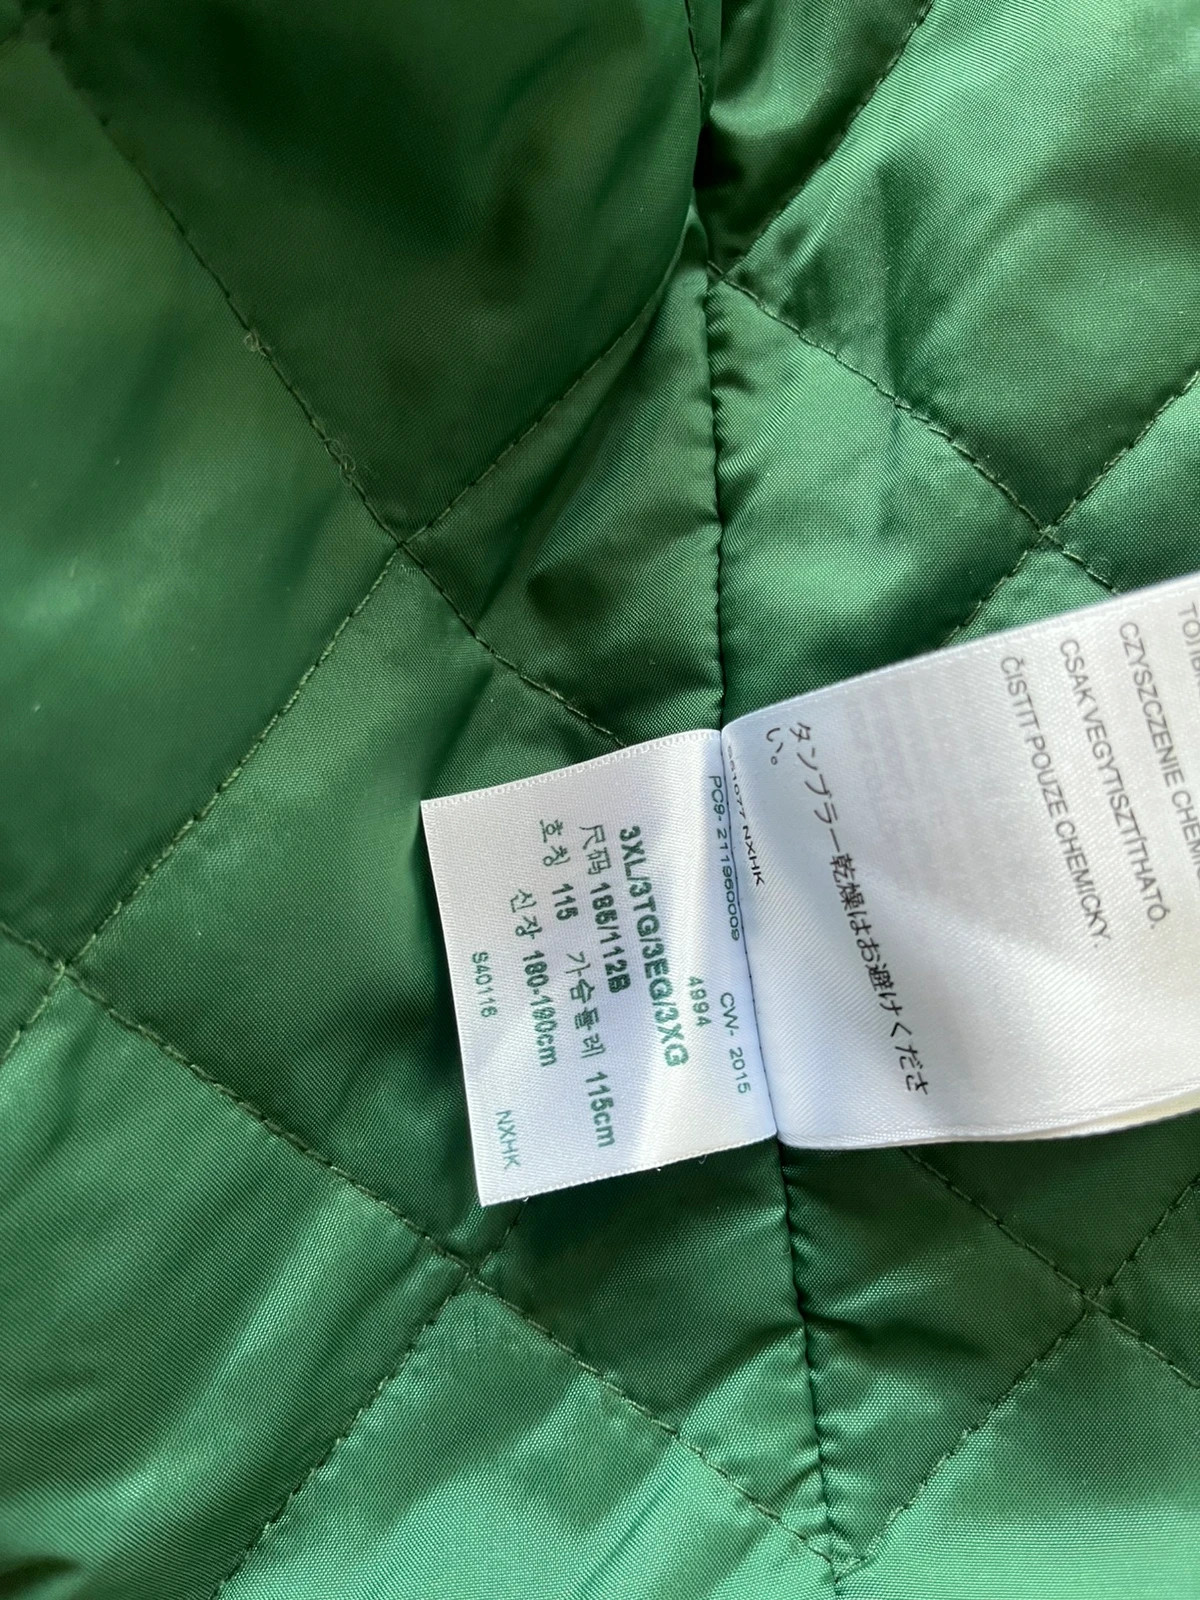 PC9- 211990009 CW- 2015
4994
3XL/3TG/3EG/3XG
尺码 185/112B
호칭 115 가슴둘레 115cm
신장 180-190cm
S40116 NXHK
NXHK
タンブラー乾燥はお避けくださ
い。
ČISTIT POUZE CHEMICKY.
CSAK VEGYTISZTÍTHATÓ.
CZYSZCZENIE